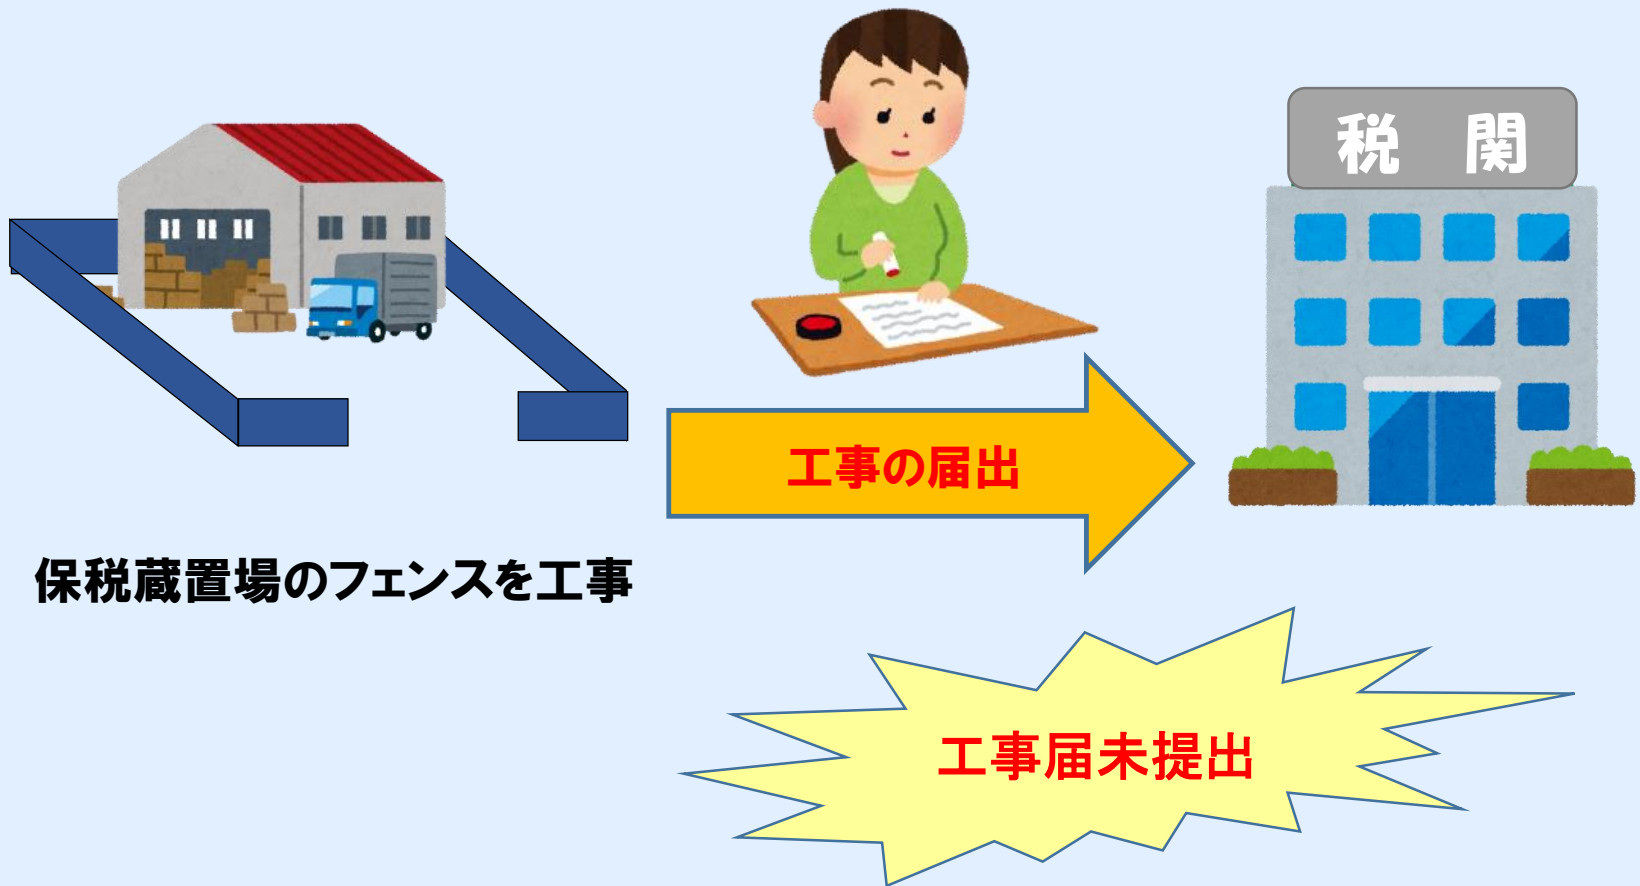 税　関
工事の届出
保税蔵置場のフェンスを工事
工事届未提出